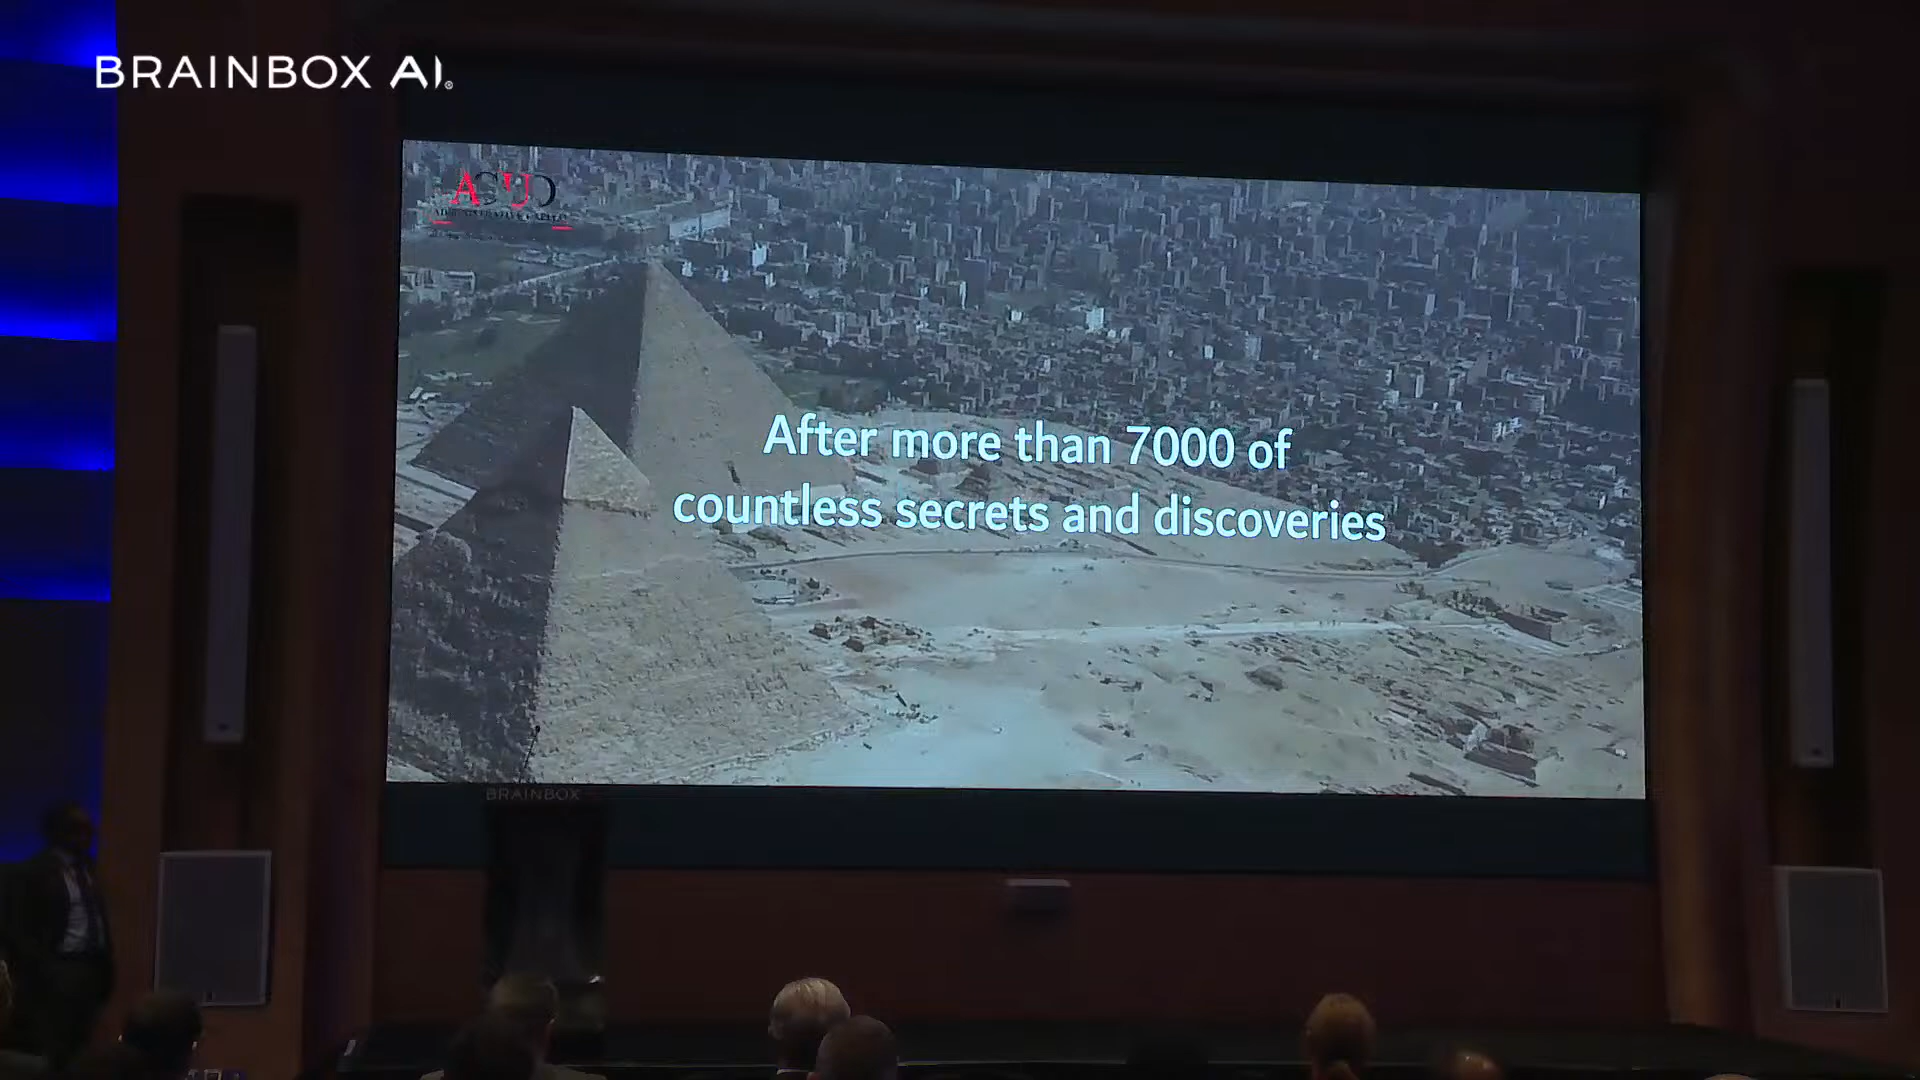 BRAINBOX AI
After more than 7000 of
countless secrets and discoveries
BRAINBOX